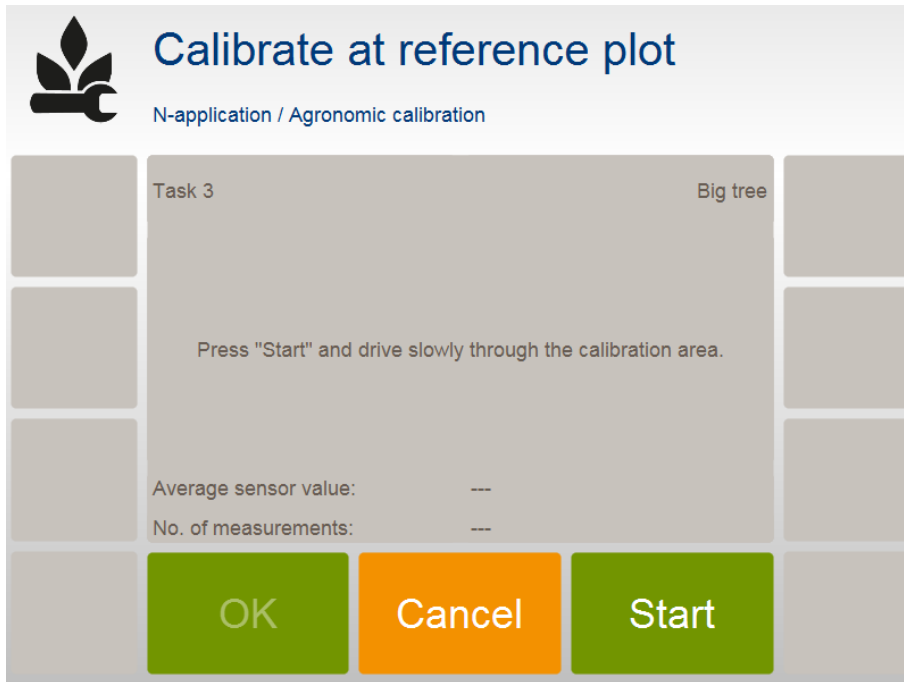 Calibrate at reference plot
N-application / Agronomic calibration
Task 3 Big tree
Press "Start" and drive slowly through the calibration area.
Average sensor value: ---
No. of measurements: ---
OK Cancel Start